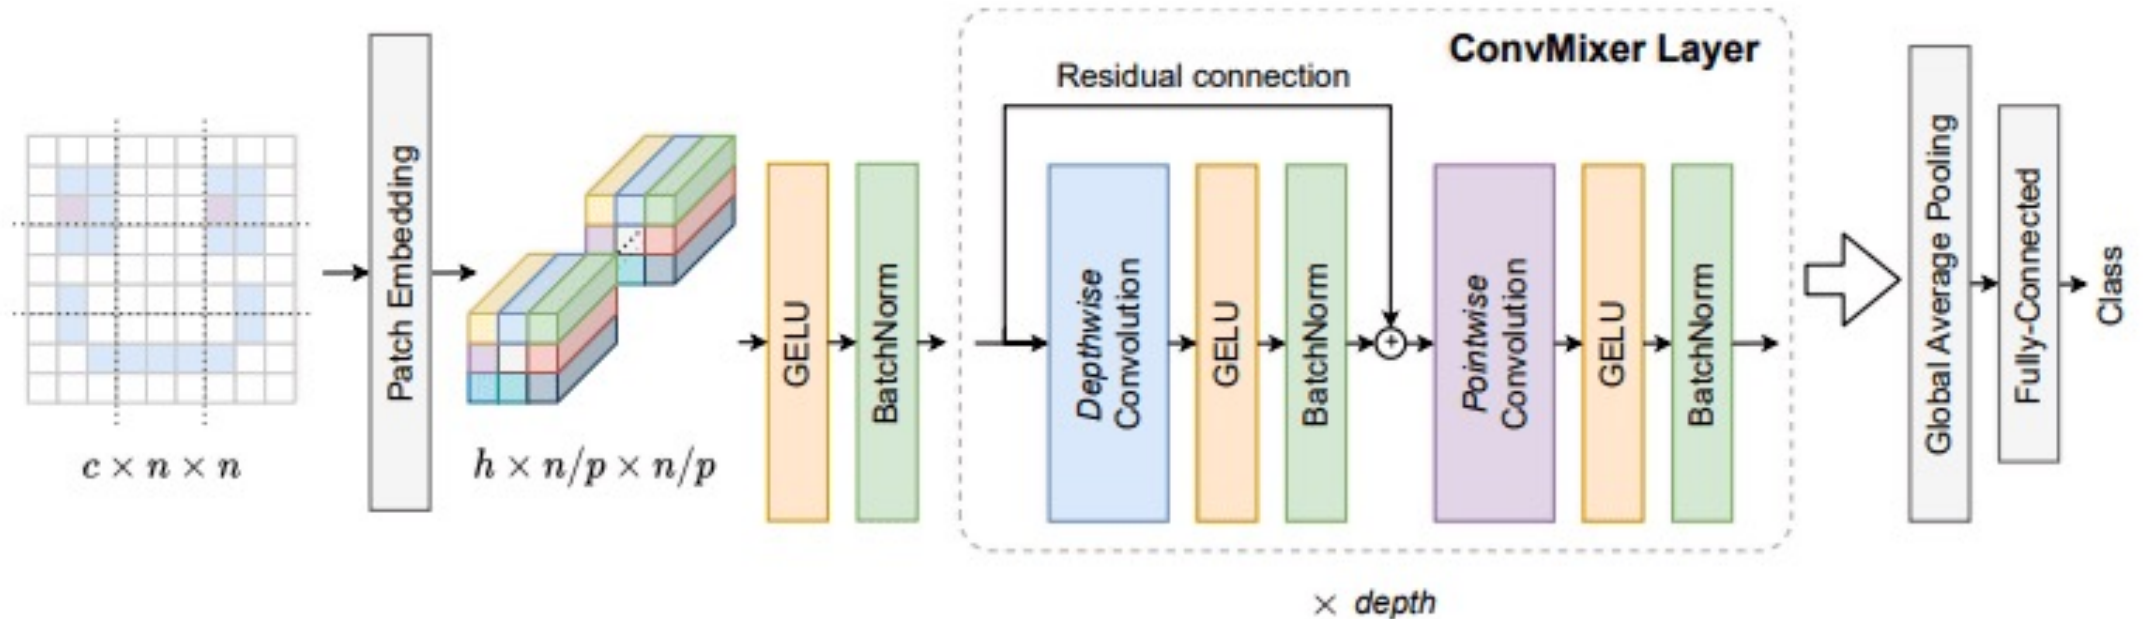 ConvMixer Layer
Residual connection
c × n × n
Patch Embedding
h × n/p × n/p
GELU
BatchNorm
Depthwise
Convolution
GELU
BatchNorm
+
Pointwise
Convolution
GELU
BatchNorm
× depth
Global Average Pooling
Fully-Connected
Class